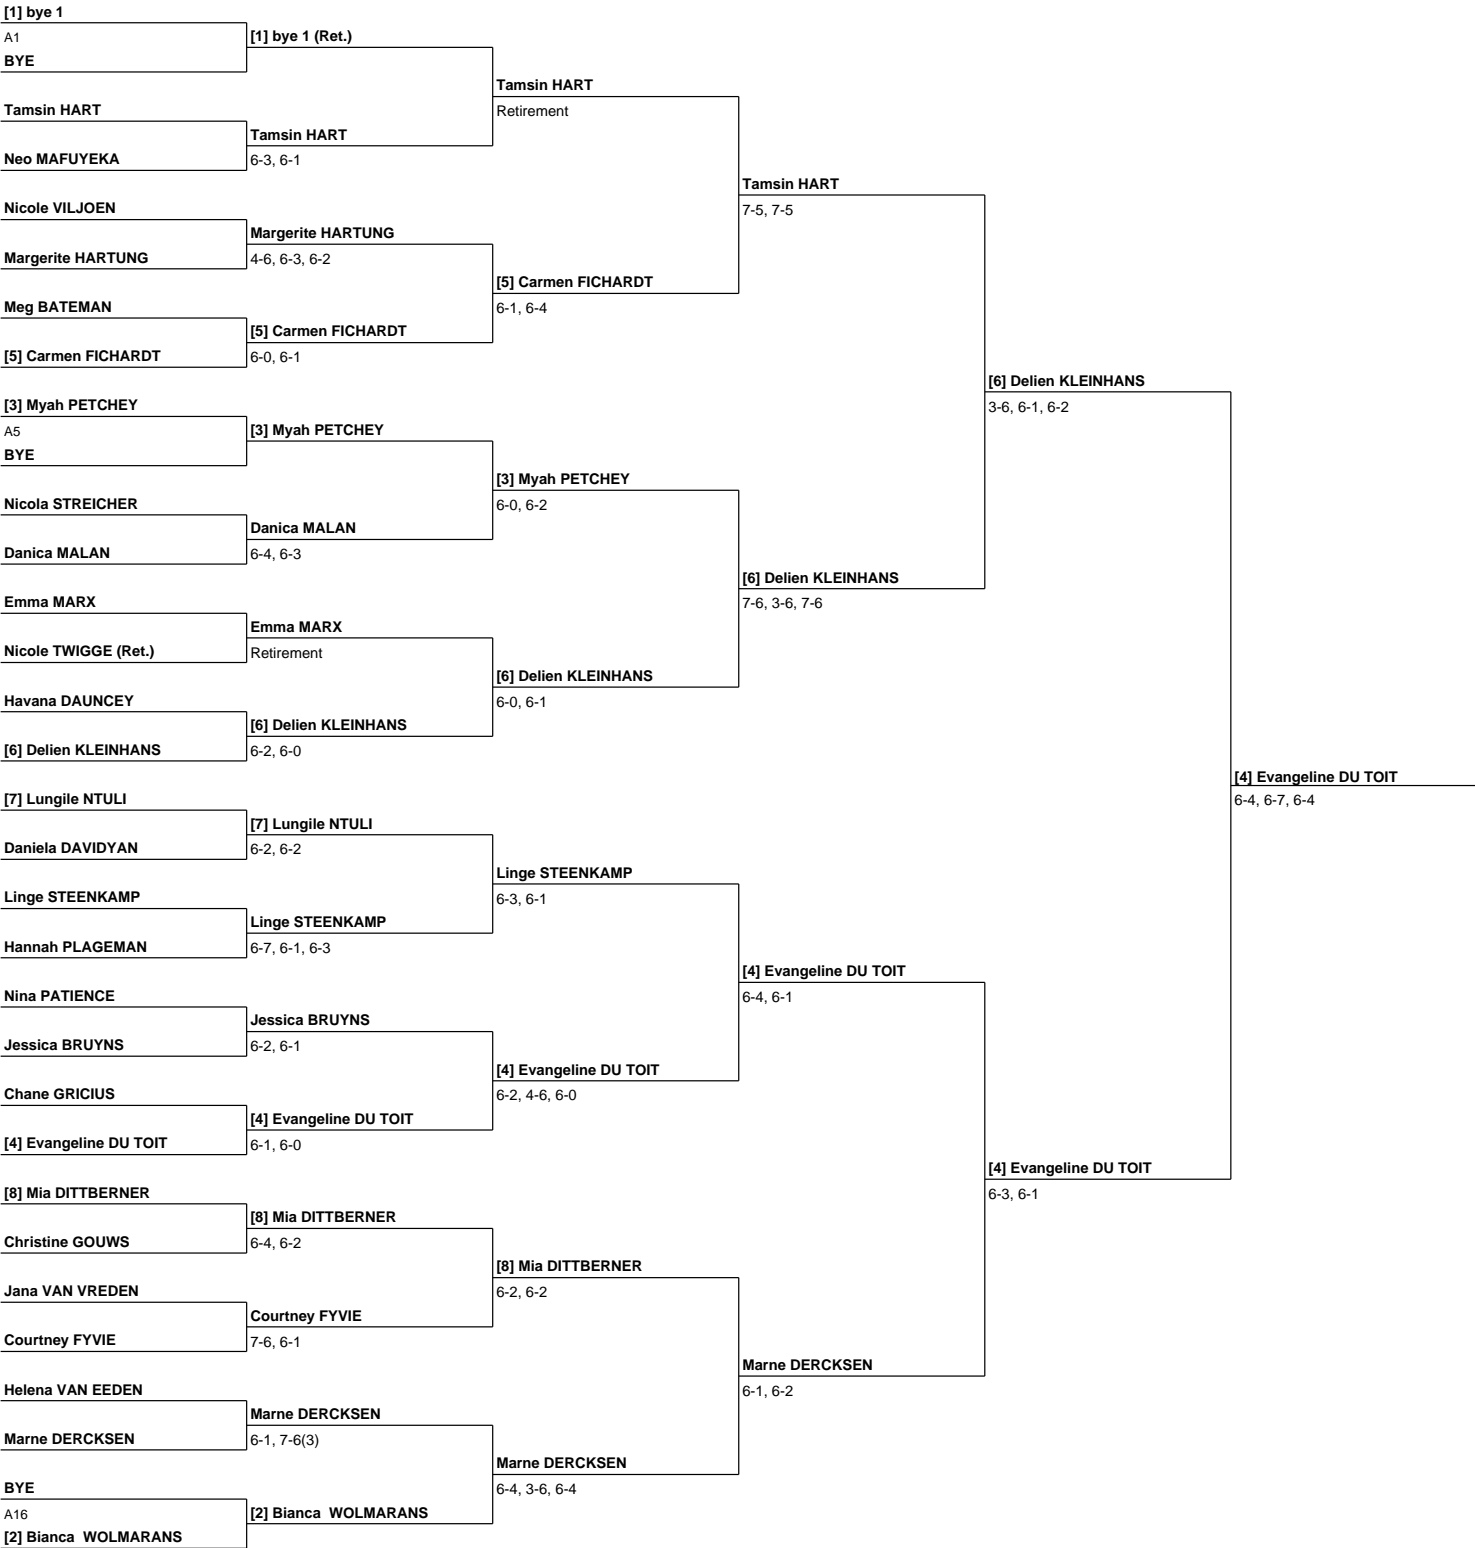 [1] bye 1
A1
BYE
Tamsin HART
Neo MAFUYEKA
Nicole VILJOEN
Margerite HARTUNG
Meg BATEMAN
[5] Carmen FICHARDT
[3] Myah PETCHEY
A5
BYE
Nicola STREICHER
Danica MALAN
Emma MARX
Nicole TWIGGE (Ret.)
Havana DAUNCEY
[6] Delien KLEINHANS
[7] Lungile NTULI
Daniela DAVIDYAN
Linge STEENKAMP
Hannah PLAGEMAN
Nina PATIENCE
Jessica BRUYNS
Chane GRICIUS
[4] Evangeline DU TOIT
[8] Mia DITTBERNER
Christine GOUWS
Jana VAN VREDEN
Courtney FYVIE
Helena VAN EEDEN
Marne DERCKSEN
BYE
A16
[2] Bianca  WOLMARANS
[1] bye 1 (Ret.)
Tamsin HART
6-3, 6-1
Margerite HARTUNG
4-6, 6-3, 6-2
[5] Carmen FICHARDT
6-0, 6-1
[3] Myah PETCHEY
Danica MALAN
6-4, 6-3
Emma MARX
Retirement
[6] Delien KLEINHANS
6-2, 6-0
[7] Lungile NTULI
6-2, 6-2
Linge STEENKAMP
6-7, 6-1, 6-3
Jessica BRUYNS
6-2, 6-1
[4] Evangeline DU TOIT
6-1, 6-0
[8] Mia DITTBERNER
6-4, 6-2
Courtney FYVIE
7-6, 6-1
Marne DERCKSEN
6-1, 7-6(3)
[2] Bianca  WOLMARANS
Tamsin HART
Retirement
[5] Carmen FICHARDT
6-1, 6-4
[3] Myah PETCHEY
6-0, 6-2
[6] Delien KLEINHANS
6-0, 6-1
Linge STEENKAMP
6-3, 6-1
[4] Evangeline DU TOIT
6-2, 4-6, 6-0
[8] Mia DITTBERNER
6-2, 6-2
Marne DERCKSEN
6-4, 3-6, 6-4
Tamsin HART
7-5, 7-5
[6] Delien KLEINHANS
7-6, 3-6, 7-6
[4] Evangeline DU TOIT
6-4, 6-1
Marne DERCKSEN
6-1, 6-2
[6] Delien KLEINHANS
3-6, 6-1, 6-2
[4] Evangeline DU TOIT
6-3, 6-1
[4] Evangeline DU TOIT
6-4, 6-7, 6-4